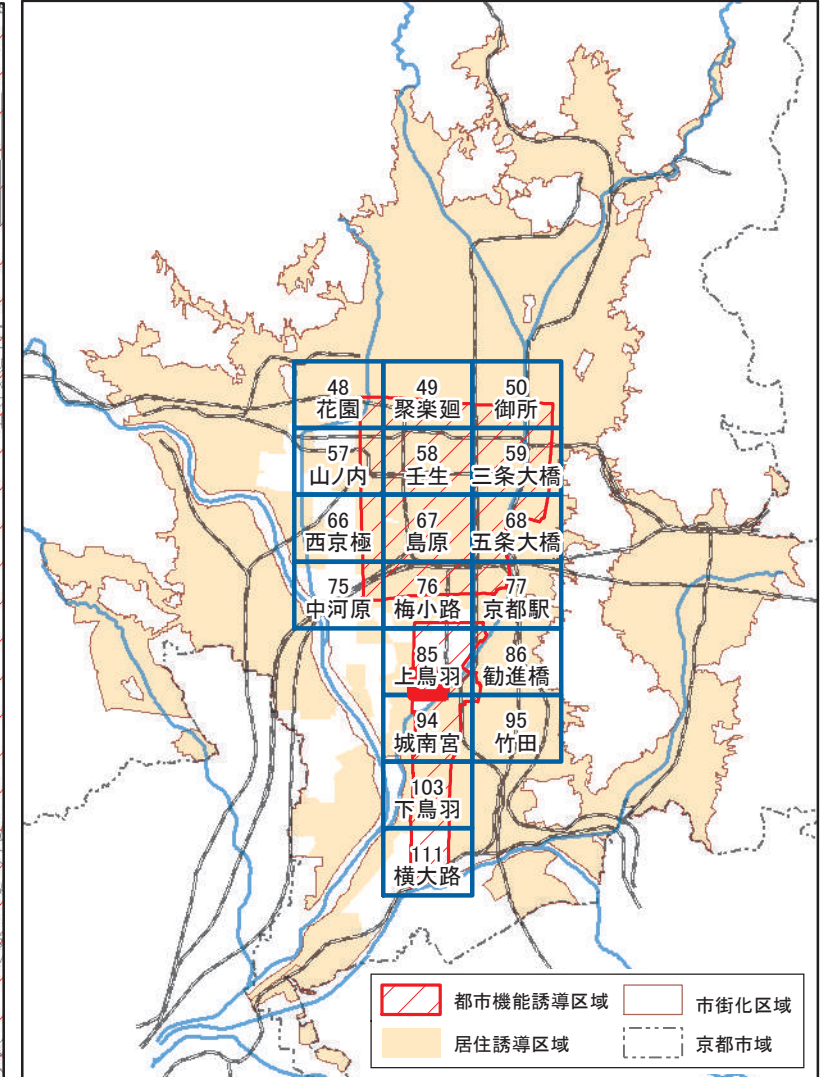 48
花園
49
聚楽廻
50
御所
57
山ノ内
58
壬生
59
三条大橋
66
西京極
67
島原
68
五条大橋
75
中河原
76
梅小路
77
京都駅
85
上鳥羽
86
勧進橋
94
城南宮
95
竹田
103
下鳥羽
111
横大路
都市機能誘導区域
市街化区域
居住誘導区域
京都市域